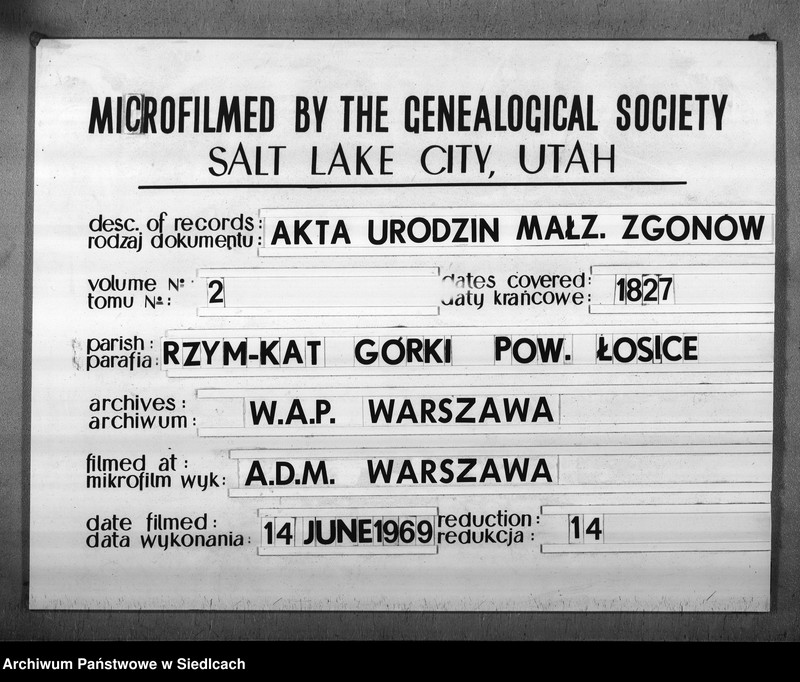 MICROFILMED BY THE GENEALOGICAL SOCIETY
SALT LAKE CITY, UTAH
desc. of records: AKTA URODZIN MAŁZ. ZGONÓW
rodzaj dokumentu:
volume №: 2 dates covered: 1827
tomu №: daty krańcowe:
parish: RZYM-KAT GÓRKI POW. ŁOSICE
parafia:
archives: W.A.P. WARSZAWA
archiwum:
filmed at: A.D.M. WARSZAWA
mikrofilm wyk:
date filmed: 14 JUNE 1969 reduction: 14
data wykonania: redukcja:
Archiwum Państwowe w Siedlcach